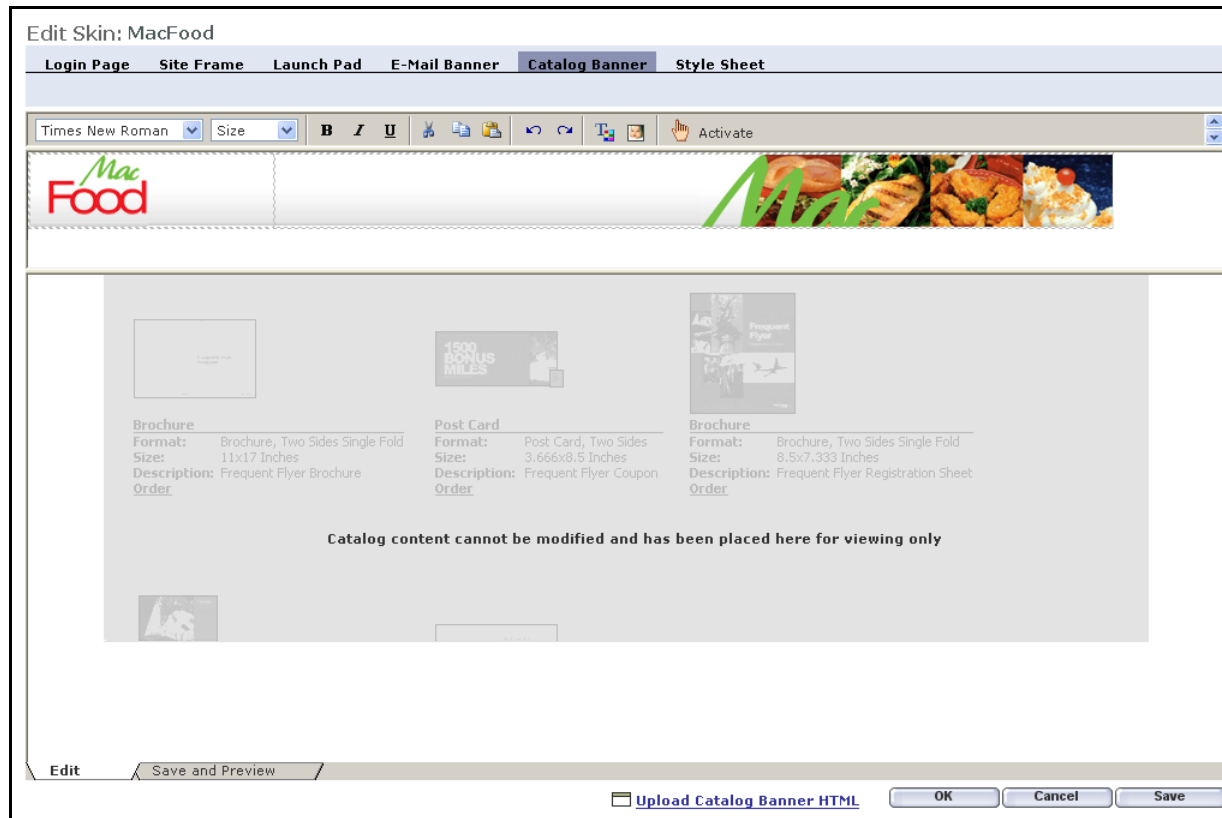 Edit Skin: MacFood
Login Page Site Frame Launch Pad E-Mail Banner Catalog Banner Style Sheet
Times New Roman Size B I U Activate
Mac
Food
Mac
1500
BONUS
MILES
Frequent
Flyer
Brochure Post Card Brochure
Format: Brochure, Two Sides Single Fold Format: Post Card, Two Sides Format: Brochure, Two Sides Single Fold
Size: 11x17 Inches Size: 3.666x8.5 Inches Size: 8.5x7.333 Inches
Description: Frequent Flyer Brochure Description: Frequent Flyer Coupon Description: Frequent Flyer Registration Sheet
Order Order Order
Catalog content cannot be modified and has been placed here for viewing only
Edit Save and Preview
Upload Catalog Banner HTML OK Cancel Save